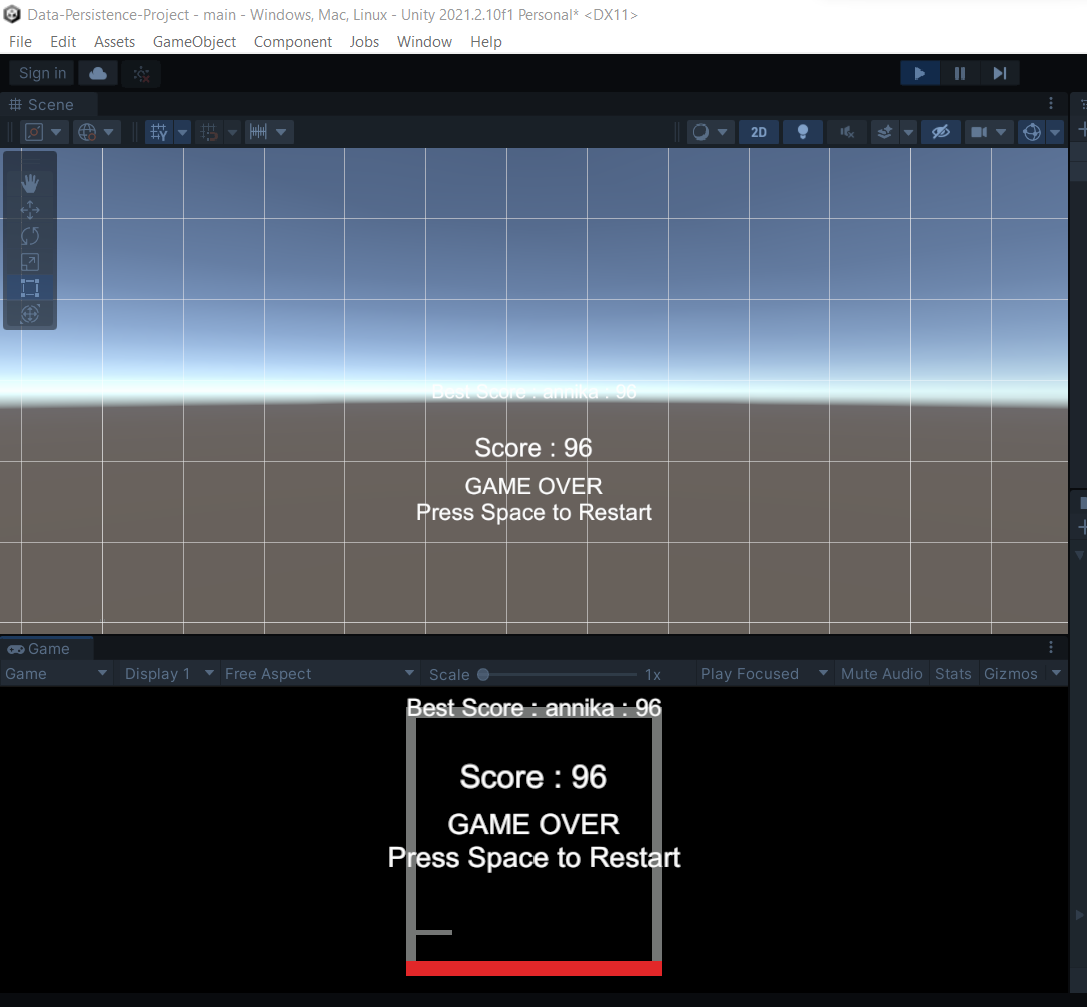 Data-Persistence-Project - main - Windows, Mac, Linux - Unity 2021.2.10f1 Personal* <DX11>
File Edit Assets GameObject Component Jobs Window Help
Sign in
Scene
2D
Best Score : annika : 96
Score : 96
GAME OVER
Press Space to Restart
Game
Game Display 1 Free Aspect Scale 1x Play Focused Mute Audio Stats Gizmos
Best Score : annika : 96
Score : 96
GAME OVER
Press Space to Restart